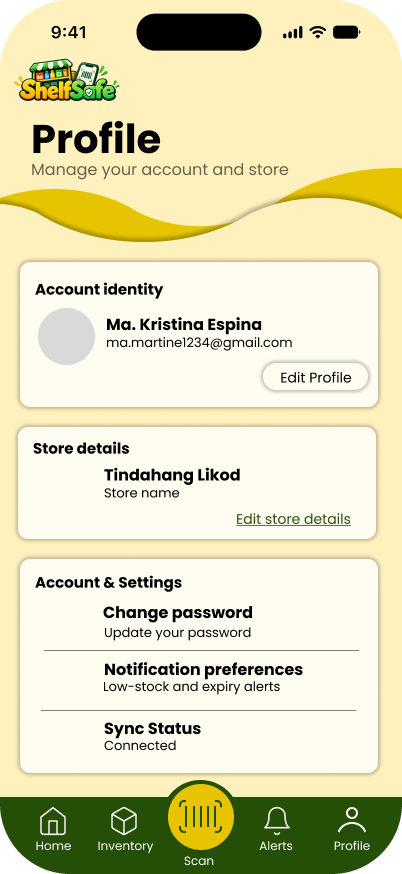 9:41
ShelfSafe
Profile
Manage your account and store
Account identity
Ma. Kristina Espina
ma.martine1234@gmail.com
Edit Profile
Store details
Tindahang Likod
Store name
Edit store details
Account & Settings
Change password
Update your password
Notification preferences
Low-stock and expiry alerts
Sync Status
Connected
Home
Inventory
Scan
Alerts
Profile